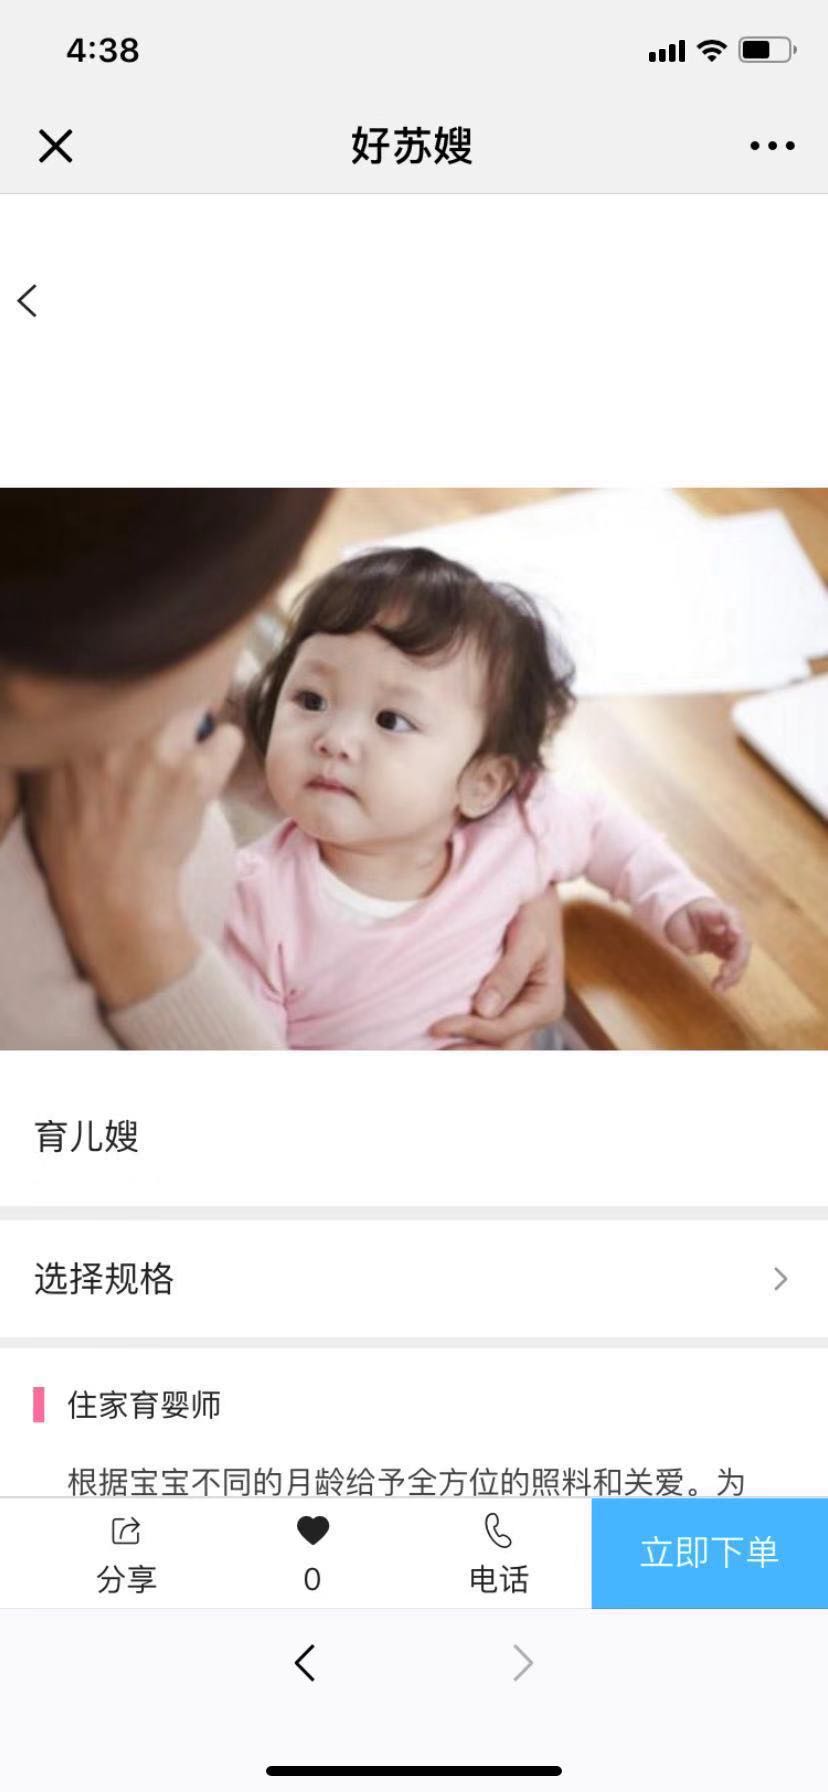 4:38
好苏嫂
育儿嫂
选择规格
住家育婴师
根据宝宝不同的月龄给予全方位的照料和关爱。为
分享
0
电话
立即下单